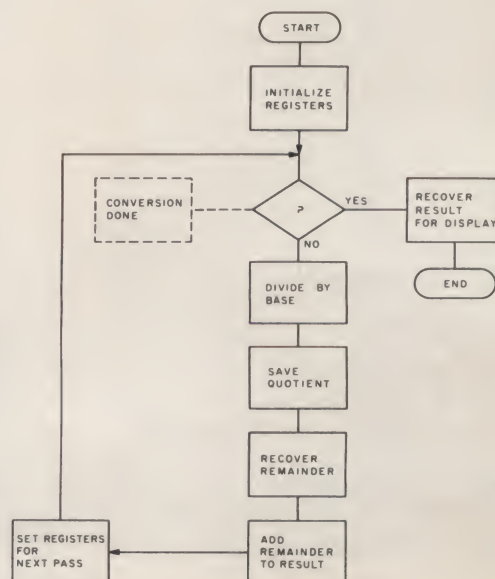 START
INITIALIZE
REGISTERS
CONVERSION
DONE
?
YES
NO
RECOVER
RESULT
FOR DISPLAY
END
DIVIDE BY
BASE
SAVE
QUOTIENT
RECOVER
REMAINDER
ADD
REMAINDER
TO RESULT
SET REGISTERS
FOR
NEXT PASS